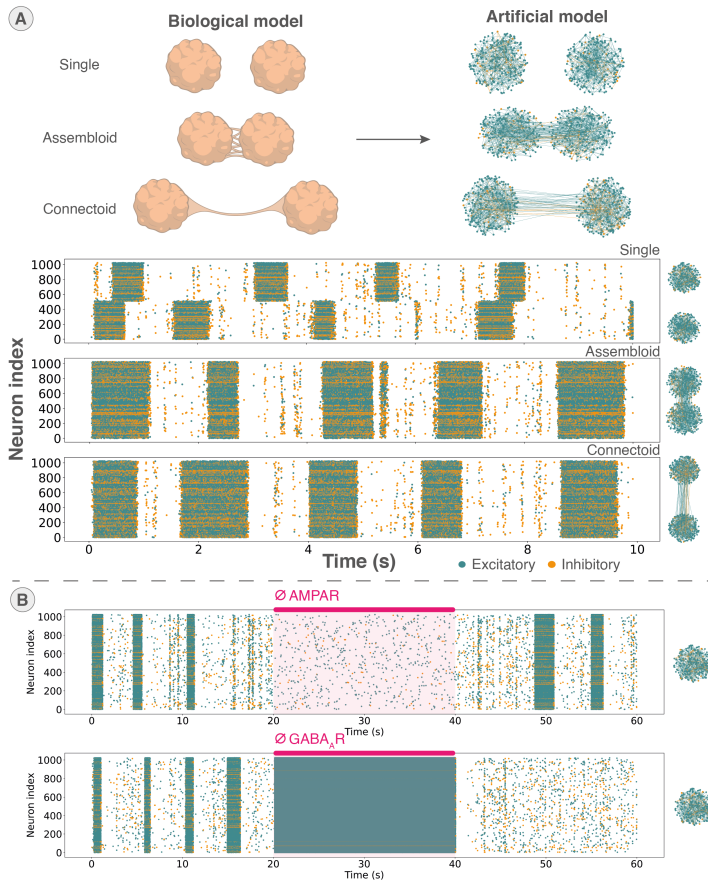 A
Biological model
Artificial model
Single
Assembloid
Connectoid
Single
1000
800
600
400
200
0
Assembloid
1000
800
600
400
200
0
Connectoid
1000
800
600
400
200
0
Neuron index
0 2 4 6 8 10
Time (s)
Excitatory Inhibitory
B
Ø AMPAR
Neuron index
1000
800
600
400
200
0
0 10 20 30 40 50 60
Time (s)
Ø GABA_AR
Neuron index
1000
800
600
400
200
0
0 10 20 30 40 50 60
Time (s)